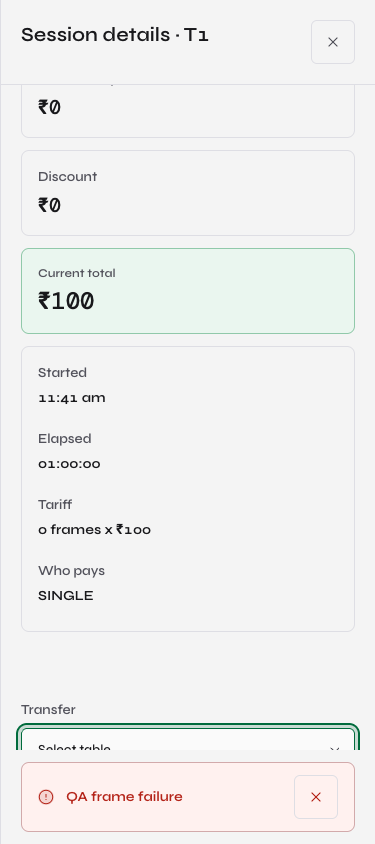 Session details · T1
₹0
Discount
₹0
Current total
₹100
Started
11:41 am
Elapsed
01:00:00
Tariff
0 frames x ₹100
Who pays
SINGLE
Transfer
Select table
QA frame failure